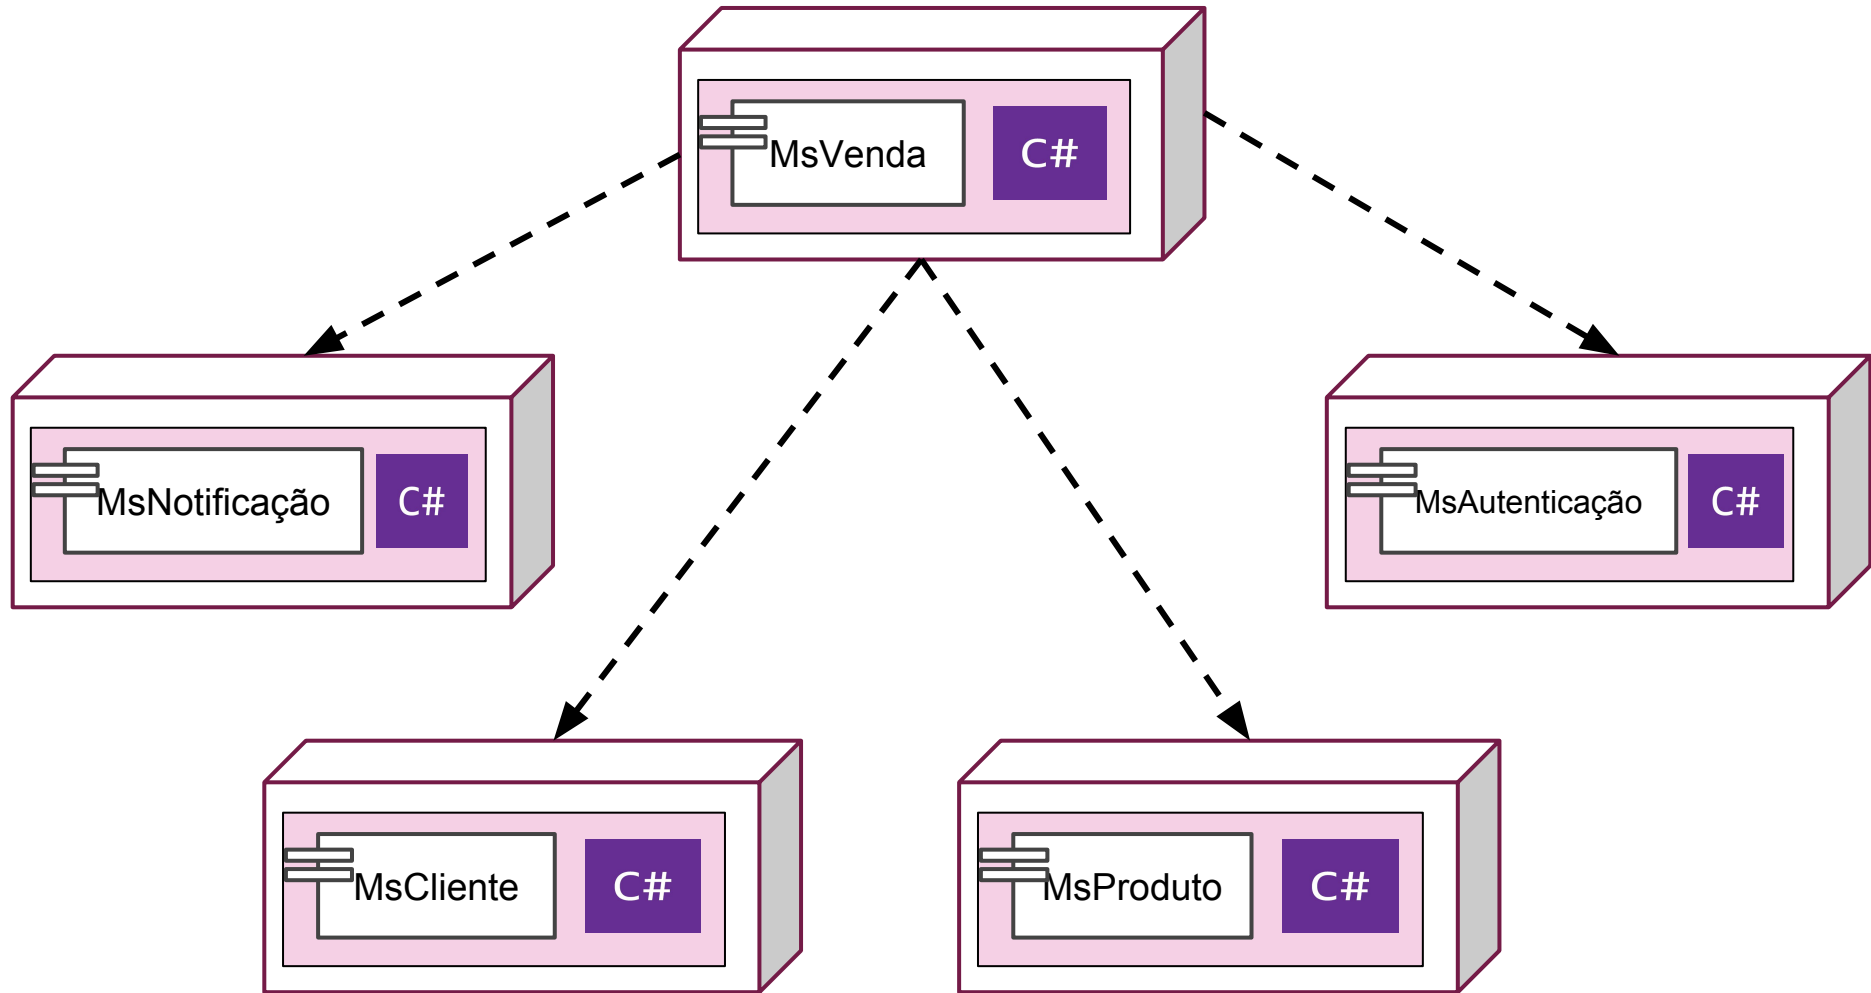 MsVenda
C#
MsNotificação
C#
MsAutenticação
C#
MsCliente
C#
MsProduto
C#